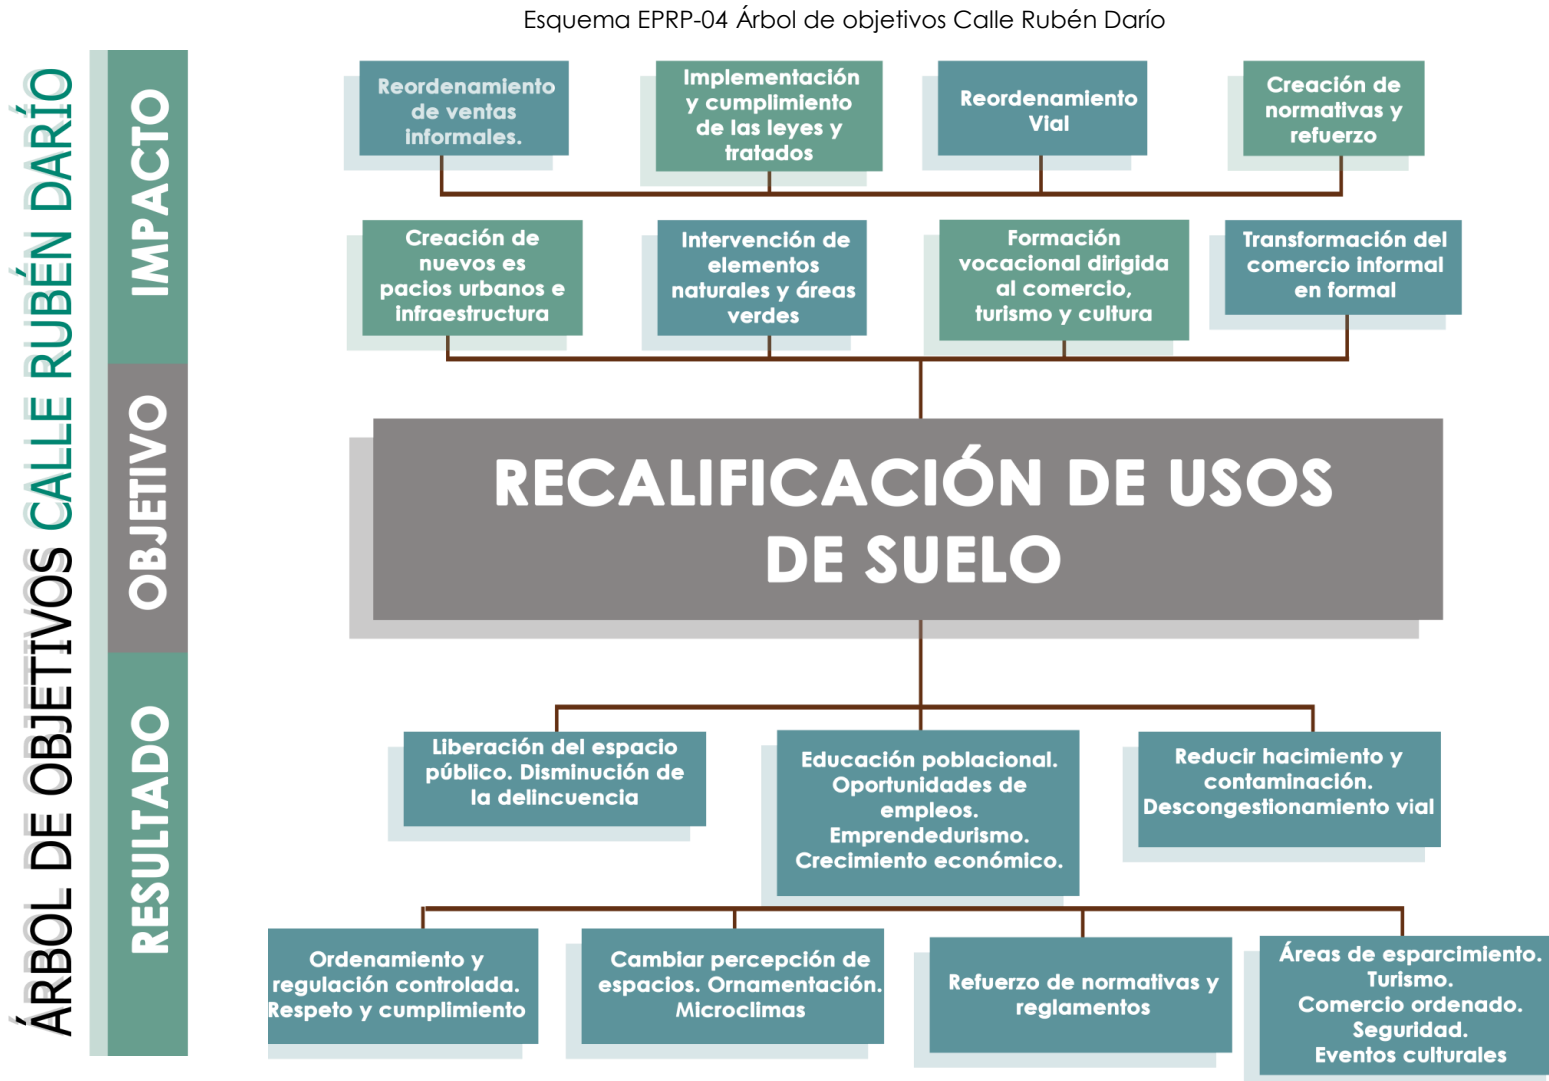 Esquema EPRP-04 Árbol de objetivos Calle Rubén Darío
ÁRBOL DE OBJETIVOS CALLE RUBÉN DARÍO
IMPACTO
Reordenamiento
de ventas
informales.
Implementación
y cumplimiento
de las leyes y
tratados
Reordenamiento
Vial
Creación de
normativas y
refuerzo
Creación de
nuevos es
pacios urbanos e
infraestructura
Intervención de
elementos
naturales y áreas
verdes
Formación
vocacional dirigida
al comercio,
turismo y cultura
Transformación del
comercio informal
en formal
OBJETIVO
RECALIFICACIÓN DE USOS
DE SUELO
RESULTADO
Liberación del espacio
público. Disminución de
la delincuencia
Educación poblacional.
Oportunidades de
empleos.
Emprendedurismo.
Crecimiento económico.
Reducir hacimiento y
contaminación.
Descongestionamiento vial
Ordenamiento y
regulación controlada.
Respeto y cumplimiento
Cambiar percepción de
espacios. Ornamentación.
Microclimas
Refuerzo de normativas y
reglamentos
Áreas de esparcimiento.
Turismo.
Comercio ordenado.
Seguridad.
Eventos culturales